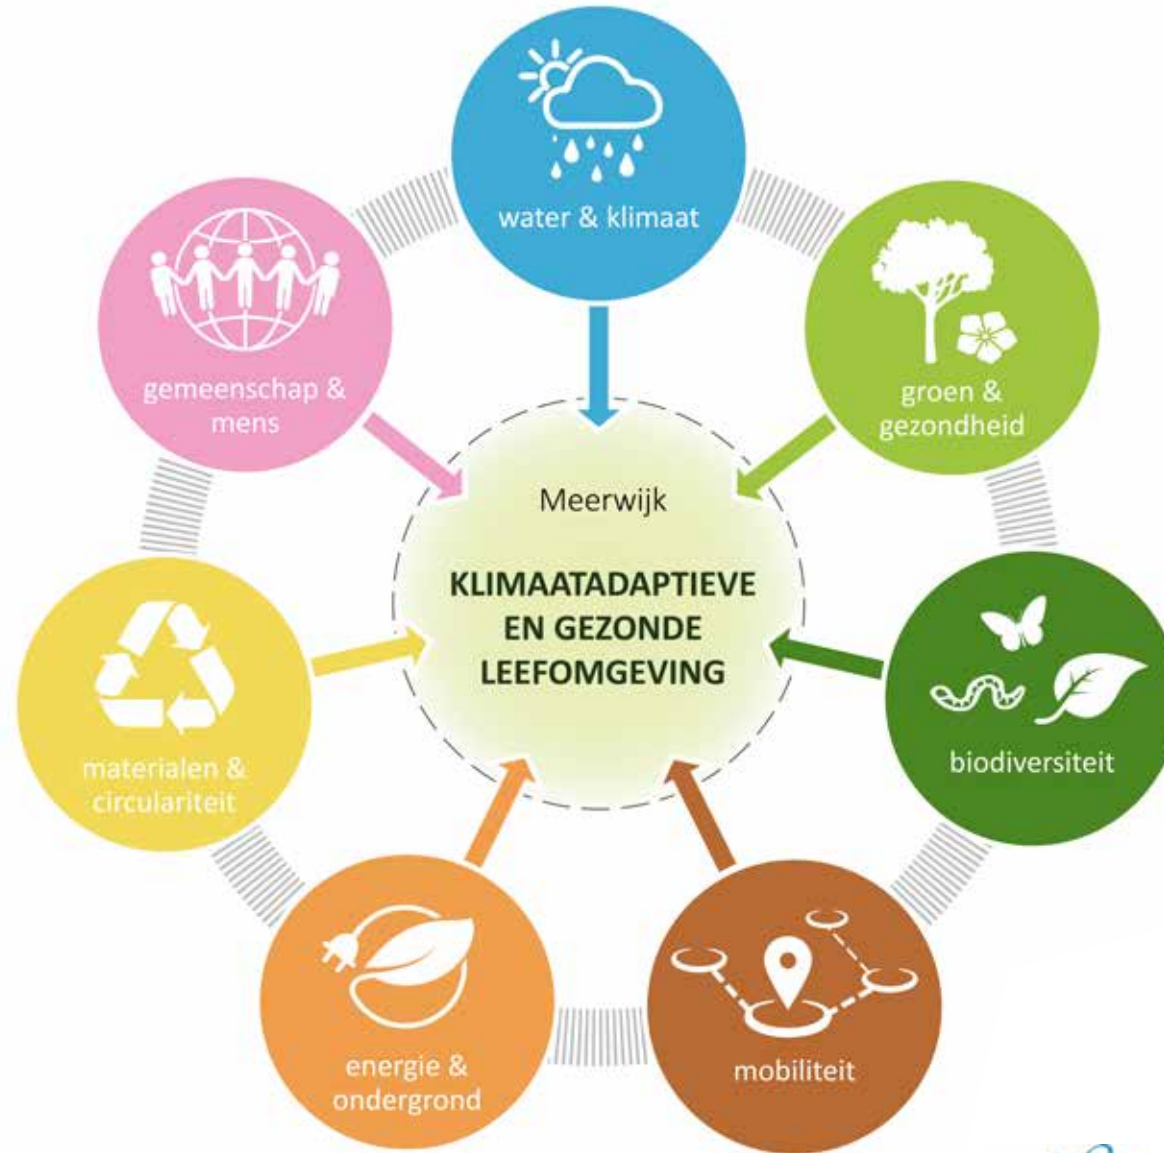 water & klimaat
groen &
gezondheid
biodiversiteit
mobiliteit
energie &
ondergrond
materialen &
circulariteit
gemeenschap &
mens
Meerwijk
KLIMAATADAPTIEVE
EN GEZONDE
LEEFOMGEVING